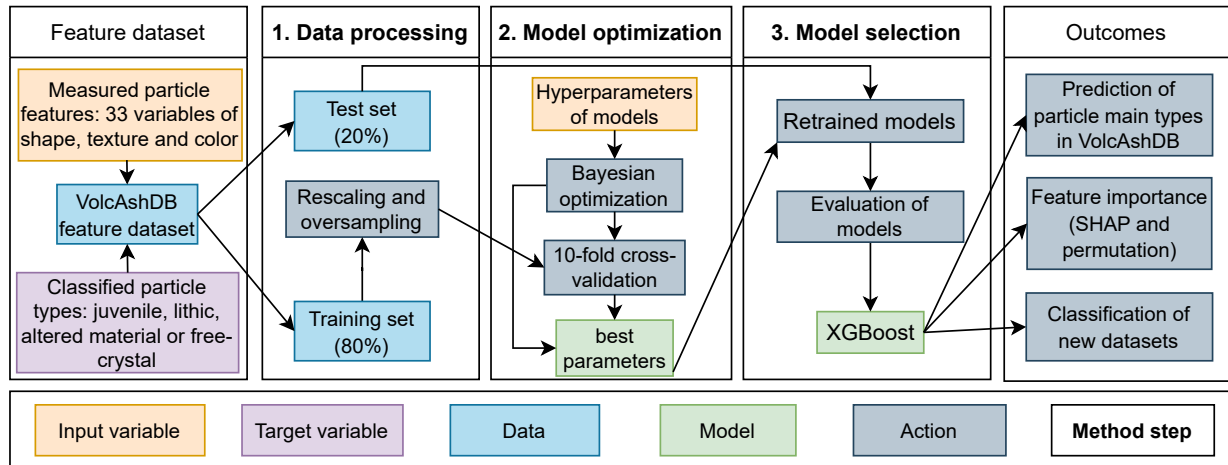 Feature dataset
Measured particle
features: 33 variables of
shape, texture and color
VolcAshDB
feature dataset
Classified particle
types: juvenile, lithic,
altered material or free-
crystal
1. Data processing
Test set
(20%)
Rescaling and
oversampling
Training set
(80%)
2. Model optimization
Hyperparameters
of models
Bayesian
optimization
10-fold cross-
validation
best
parameters
3. Model selection
Retrained models
Evaluation of
models
XGBoost
Outcomes
Prediction of
particle main types
in VolcAshDB
Feature importance
(SHAP and
permutation)
Classification of
new datasets
Input variable
Target variable
Data
Model
Action
Method step